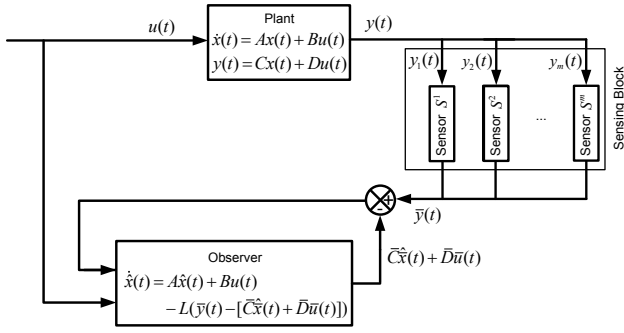 u(t)
Plant
ẋ(t) = Ax(t) + Bu(t)
y(t) = Cx(t) + Du(t)
y(t)
y₁(t)
y₂(t)
yₘ(t)
Sensor S¹
Sensor S²
...
Sensor Sᵐ
Sensing Block
+
-
ȳ(t)
C̄x̄̂(t) + D̄ū(t)
Observer
x̂̇(t) = Ax̂(t) + Bu(t)
−L(ȳ(t) −[C̄x̄̂(t) + D̄ū(t)])